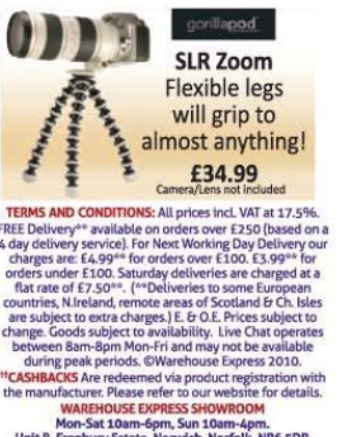 gorillapod
SLR Zoom
Flexible legs
will grip to
almost anything!
£34.99
Camera/Lens not included
TERMS AND CONDITIONS: All prices incl. VAT at 17.5%.
FREE Delivery** available on orders over £250 (based on a
4 day delivery service). For Next Working Day Delivery our
charges are: £4.99** for orders over £100. £3.99** for
orders under £100. Saturday deliveries are charged at a
flat rate of £7.50**. (**Deliveries to some European
countries, N.Ireland, remote areas of Scotland & Ch. Isles
are subject to extra charges.) E. & O.E. Prices subject to
change. Goods subject to availability. Live Chat operates
between 8am-8pm Mon-Fri and may not be available
during peak periods. ©Warehouse Express 2010.
††CASHBACKS Are redeemed via product registration with
the manufacturer. Please refer to our website for details.
WAREHOUSE EXPRESS SHOWROOM
Mon-Sat 10am-6pm, Sun 10am-4pm.
Unit B, Frenbury Estate, Norwich, Norfolk, NR6 5DP